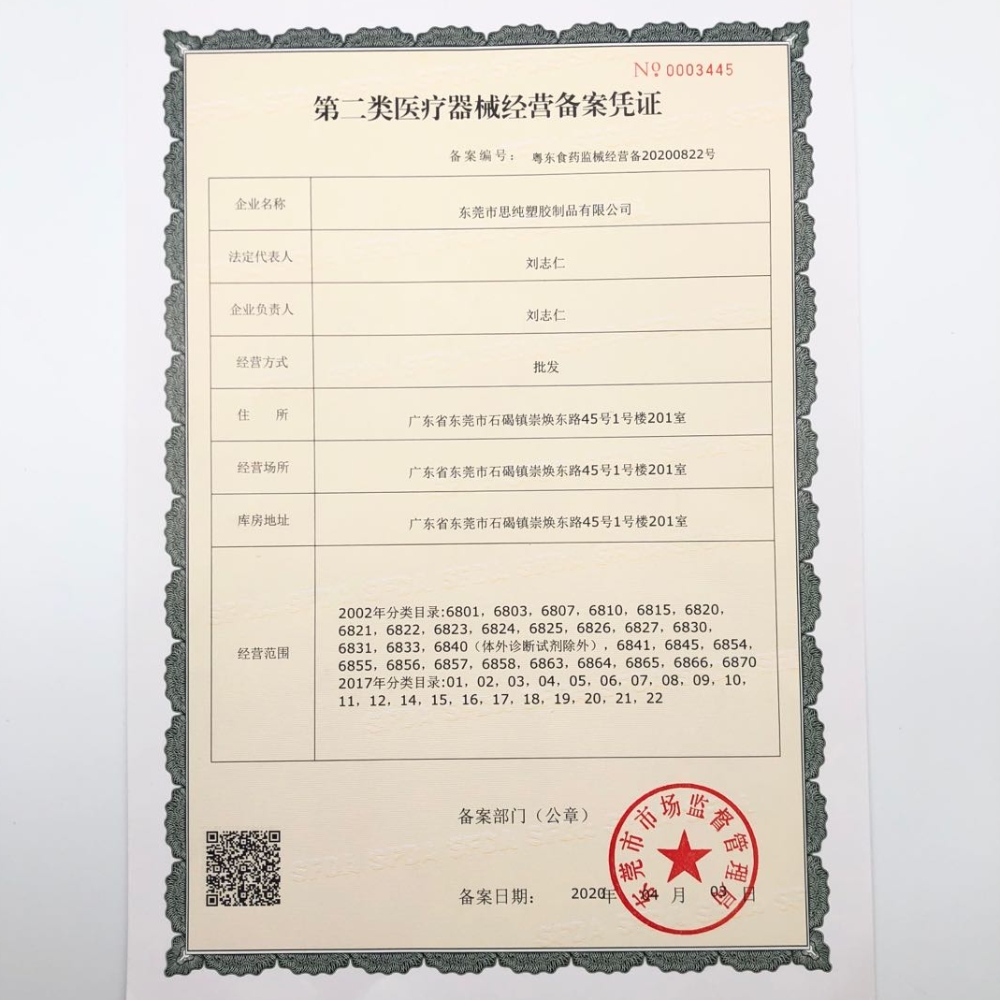 № 0003445
第二类医疗器械经营备案凭证
备案编号： 粤东食药监械经营备20200822号
企业名称 东莞市思纯塑胶制品有限公司
法定代表人 刘志仁
企业负责人 刘志仁
经营方式 批发
住 所 广东省东莞市石碣镇崇焕东路45号1号楼201室
经营场所 广东省东莞市石碣镇崇焕东路45号1号楼201室
库房地址 广东省东莞市石碣镇崇焕东路45号1号楼201室
经营范围
2002年分类目录:6801，6803，6807，6810，6815，6820，
6821，6822，6823，6824，6825，6826，6827，6830，
6831，6833，6840（体外诊断试剂除外），6841，6845，6854，
6855，6856，6857，6858，6863，6864，6865，6866，6870
2017年分类目录:01，02，03，04，05，06，07，08，09，10，
11，12，14，15，16，17，18，19，20，21，22
备案部门（公章）
东莞市市场监督管理局
备案日期： 2020年 04 月 03 日